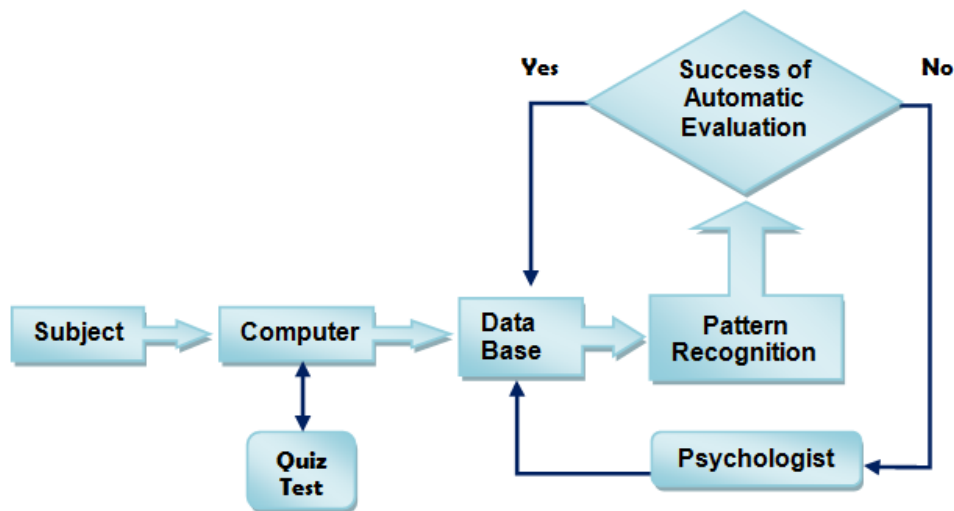 Yes
Success of
Automatic
Evaluation
No
Subject
Computer
Data
Base
Pattern
Recognition
Quiz
Test
Psychologist